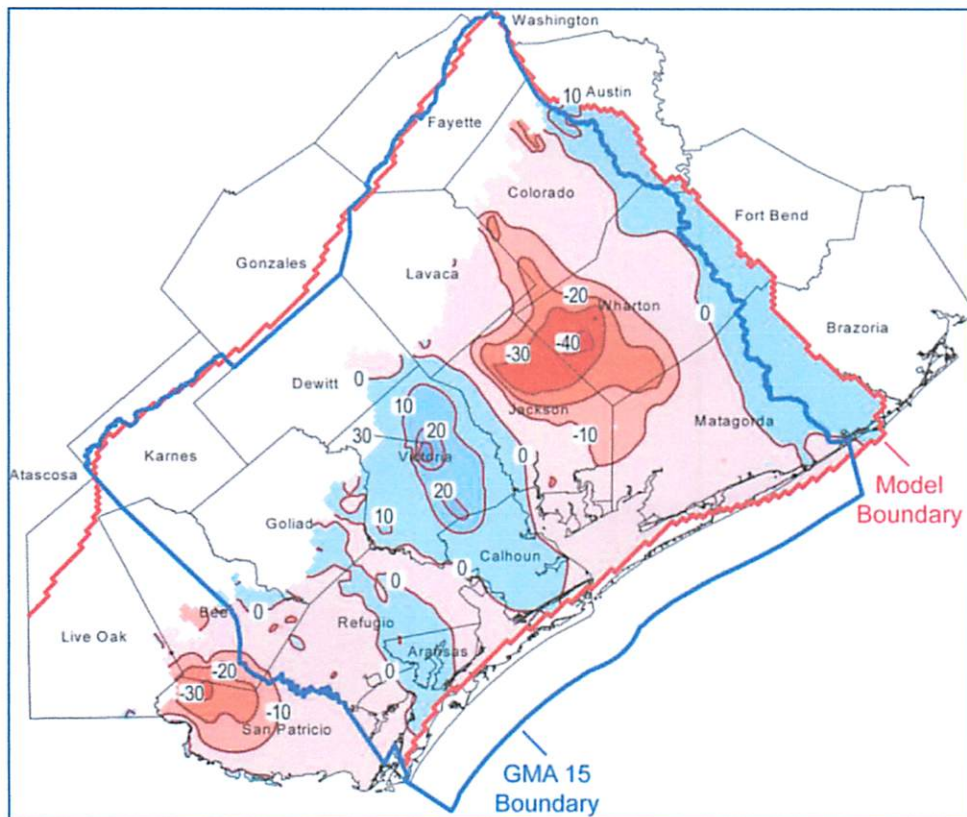 Washington
10
Austin
Fayette
Colorado
Fort Bend
Gonzales
Lavaca
-20
Wharton
0
Brazoria
-40
-30
Dewitt
0
10
Jackson
Matagorda
30
20
-10
Victoria
0
Karnes
Atascosa
20
Model
Boundary
10
Goliad
Calhoun
0
0
Bee
0
Refugio
Live Oak
Aransas
-20
0
-30
-10
San Patricio
GMA 15
Boundary